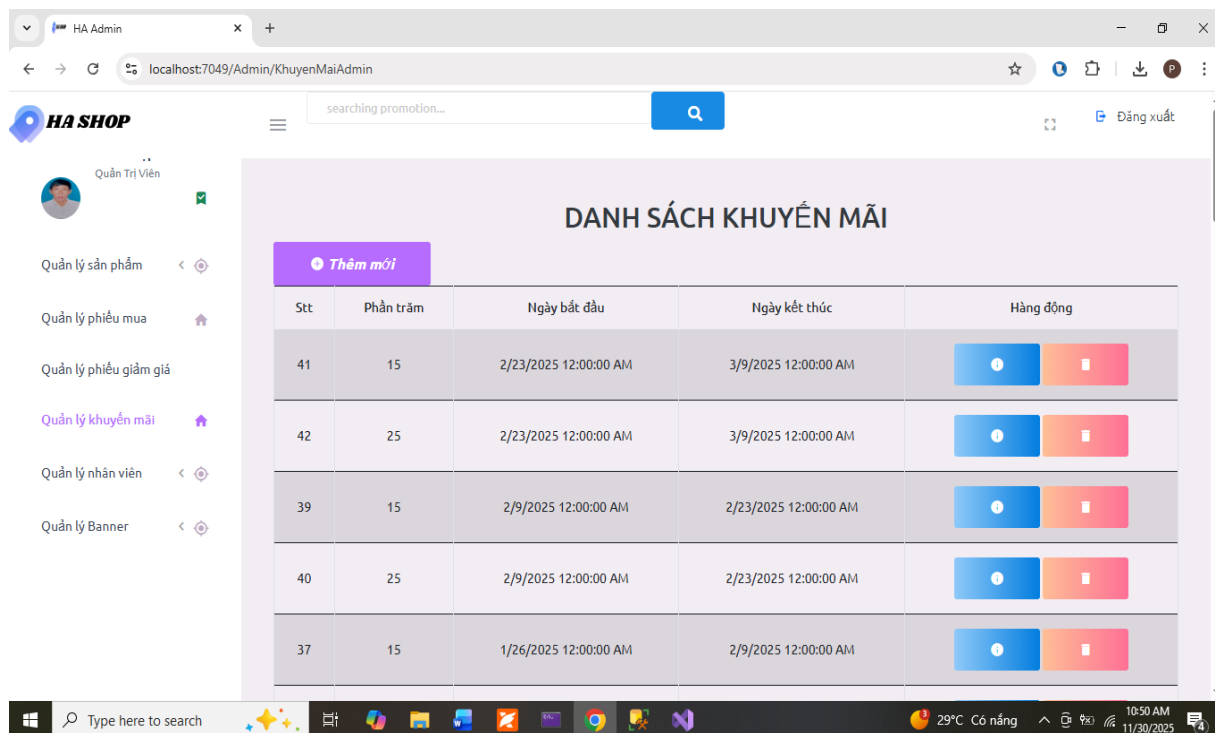 HA Admin
localhost:7049/Admin/KhuyenMaiAdmin
P
HA SHOP
searching promotion...
Đăng xuất
Quản Trị Viên
DANH SÁCH KHUYẾN MÃI
Thêm mới
Quản lý sản phẩm
Quản lý phiếu mua
Quản lý phiếu giảm giá
Quản lý khuyến mãi
Quản lý nhân viên
Quản lý Banner
Stt Phần trăm Ngày bắt đầu Ngày kết thúc Hàng động
41 15 2/23/2025 12:00:00 AM 3/9/2025 12:00:00 AM
42 25 2/23/2025 12:00:00 AM 3/9/2025 12:00:00 AM
39 15 2/9/2025 12:00:00 AM 2/23/2025 12:00:00 AM
40 25 2/9/2025 12:00:00 AM 2/23/2025 12:00:00 AM
37 15 1/26/2025 12:00:00 AM 2/9/2025 12:00:00 AM
Type here to search
3
29°C Có nắng
10:50 AM
11/30/2025
4